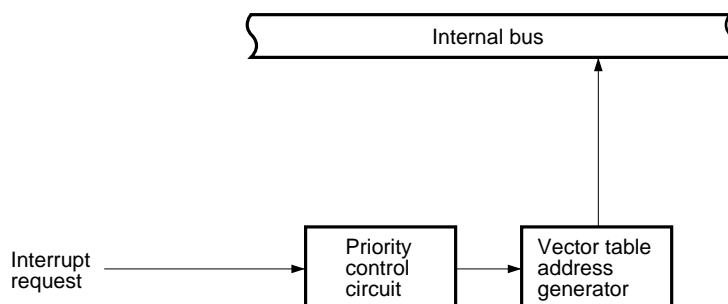 Internal bus
Interrupt
request
Priority
control
circuit
Vector table
address
generator